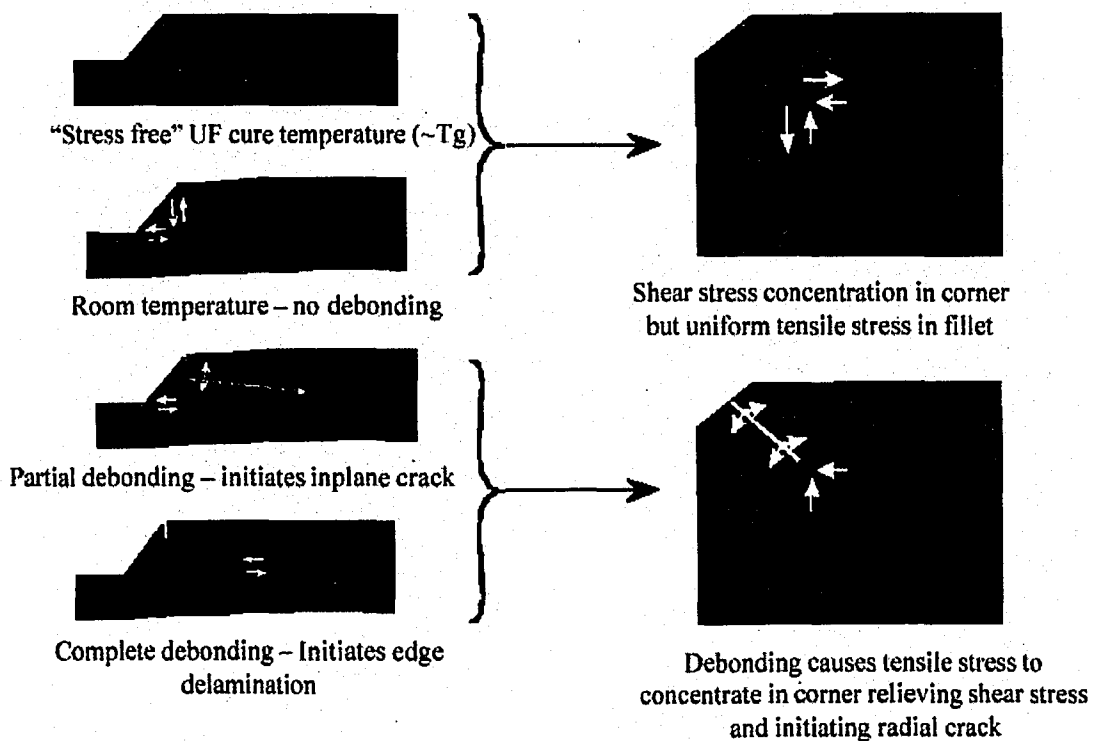 “Stress free” UF cure temperature (~Tg)
Room temperature – no debonding
Shear stress concentration in corner
but uniform tensile stress in fillet
Partial debonding – initiates inplane crack
Complete debonding – Initiates edge
delamination
Debonding causes tensile stress to
concentrate in corner relieving shear stress
and initiating radial crack